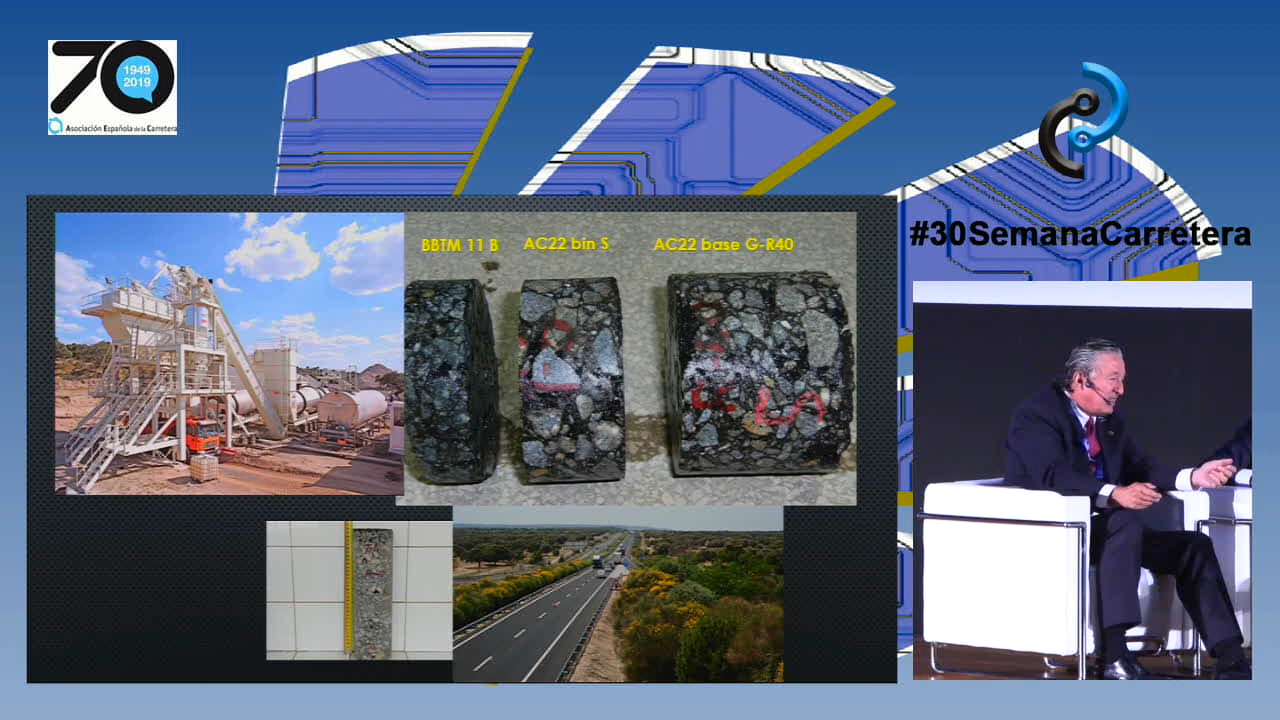 70
1949
2019
Asociación Española de la Carretera
#30SemanaCarretera
BBTM 11 B
AC22 bin S
AC22 base G-R40